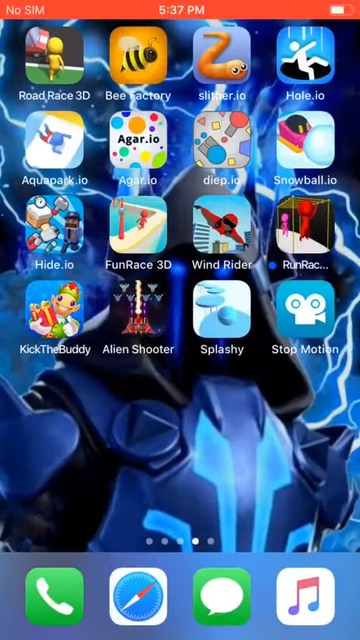 No SIM 5:37 PM
Road Race 3D Bee Factory slither.io Hole.io
Agar.io
Aquapark.io Agar.io diep.io Snowball.io
Hide.io FunRace 3D Wind Rider RunRac...
KickTheBuddy Alien Shooter Splashy Stop Motion